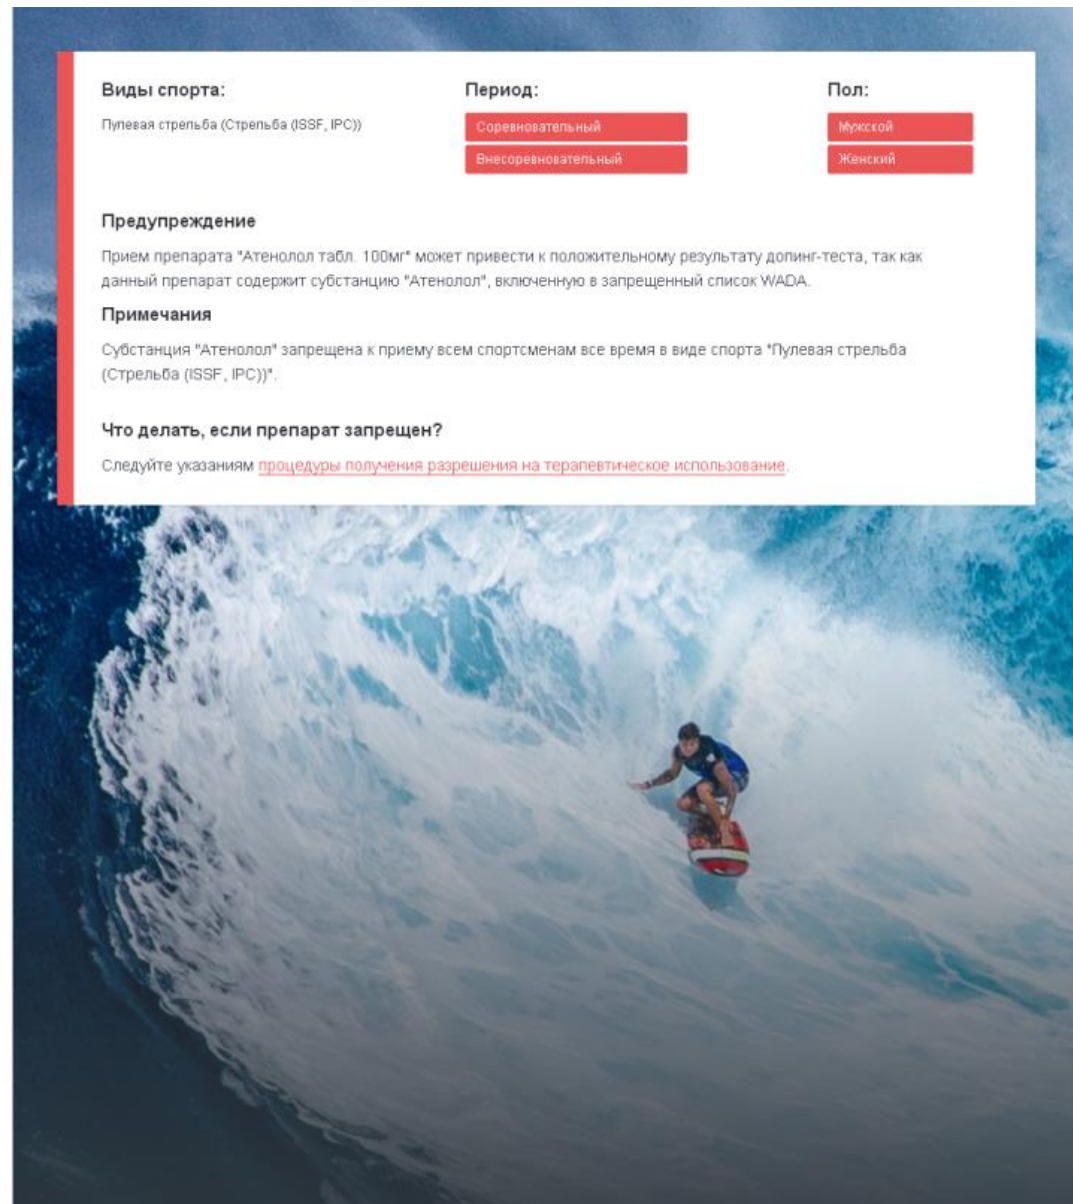 Виды спорта: Период: Пол:
Пулевая стрельба (Стрельба (ISSF, IPC)) Соревновательный Мужской
Внесоревновательный Женский
Предупреждение
Прием препарата "Атенолол табл. 100мг" может привести к положительному результату допинг-теста, так как
данный препарат содержит субстанцию "Атенолол", включенную в запрещенный список WADA.
Примечания
Субстанция "Атенолол" запрещена к приему всем спортсменам все время в виде спорта "Пулевая стрельба
(Стрельба (ISSF, IPC))".
Что делать, если препарат запрещен?
Следуйте указаниям процедуры получения разрешения на терапевтическое использование.